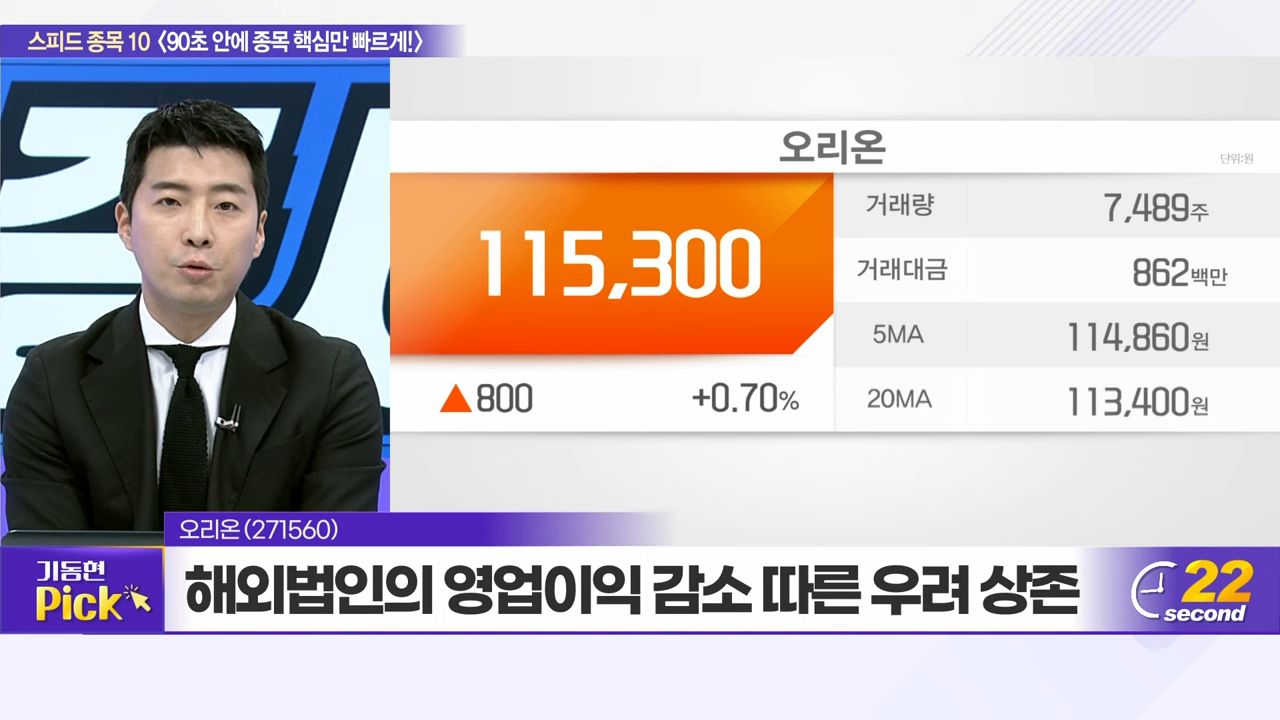 스피드 종목 10 〈90초 안에 종목 핵심만 빠르게!〉
오리온
단위:원
115,300
▲800 +0.70%
거래량 7,489주
거래대금 862백만
5MA 114,860원
20MA 113,400원
오리온(271560)
기동현
Pick
해외법인의 영업이익 감소 따른 우려 상존
22
second